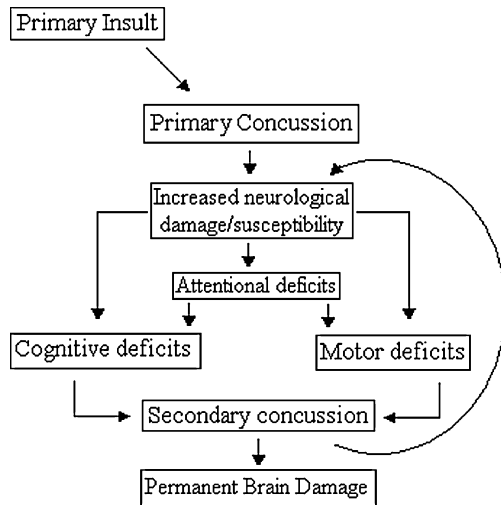 Primary Insult
Primary Concussion
Increased neurological
damage/susceptibility
Attentional deficits
Cognitive deficits
Motor deficits
Secondary concussion
Permanent Brain Damage